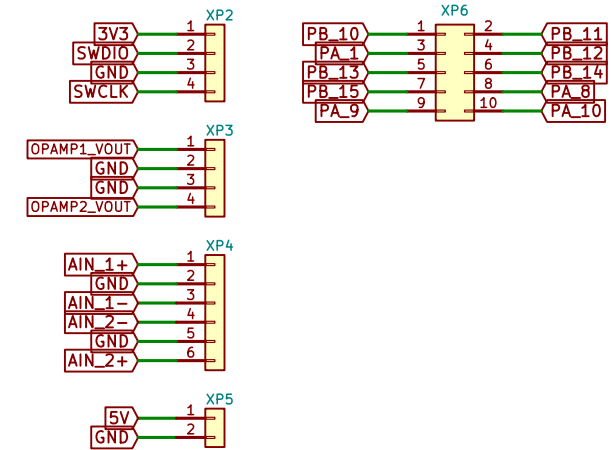 XP2
3V3 1
SWDIO 2
GND 3
SWCLK 4
XP3
OPAMP1_VOUT 1
GND 2
GND 3
OPAMP2_VOUT 4
XP4
AIN_1+ 1
GND 2
AIN_1- 3
AIN_2- 4
GND 5
AIN_2+ 6
XP5
5V 1
GND 2
XP6
PB_10 1 2 PB_11
PA_1 3 4 PB_12
PB_13 5 6 PB_14
PB_15 7 8 PA_8
PA_9 9 10 PA_10